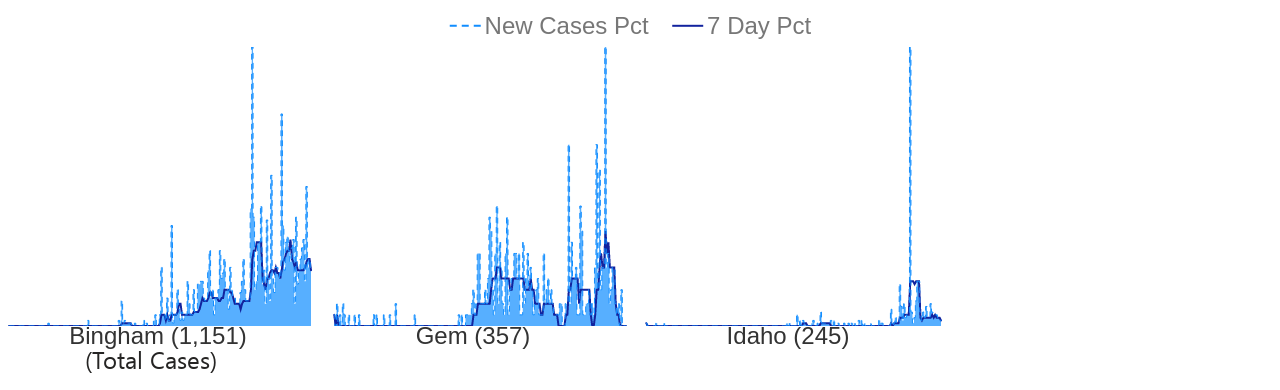 New Cases Pct 7 Day Pct
Bingham (1,151) Gem (357) Idaho (245)
(Total Cases)